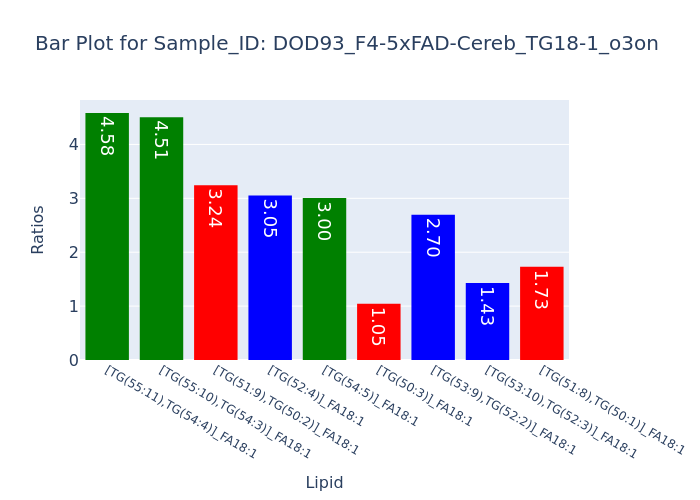 Bar Plot for Sample_ID: DOD93_F4-5xFAD-Cereb_TG18-1_o3on
Ratios
4
3
2
1
0
4.58
4.51
3.24
3.05
3.00
1.05
2.70
1.43
1.73
[TG(55:11),TG(54:4)]_FA18:1
[TG(55:10),TG(54:3)]_FA18:1
[TG(51:9),TG(50:2)]_FA18:1
[TG(52:4)]_FA18:1
[TG(54:5)]_FA18:1
[TG(50:3)]_FA18:1
[TG(53:9),TG(52:2)]_FA18:1
[TG(53:10),TG(52:3)]_FA18:1
[TG(51:8),TG(50:1)]_FA18:1
Lipid